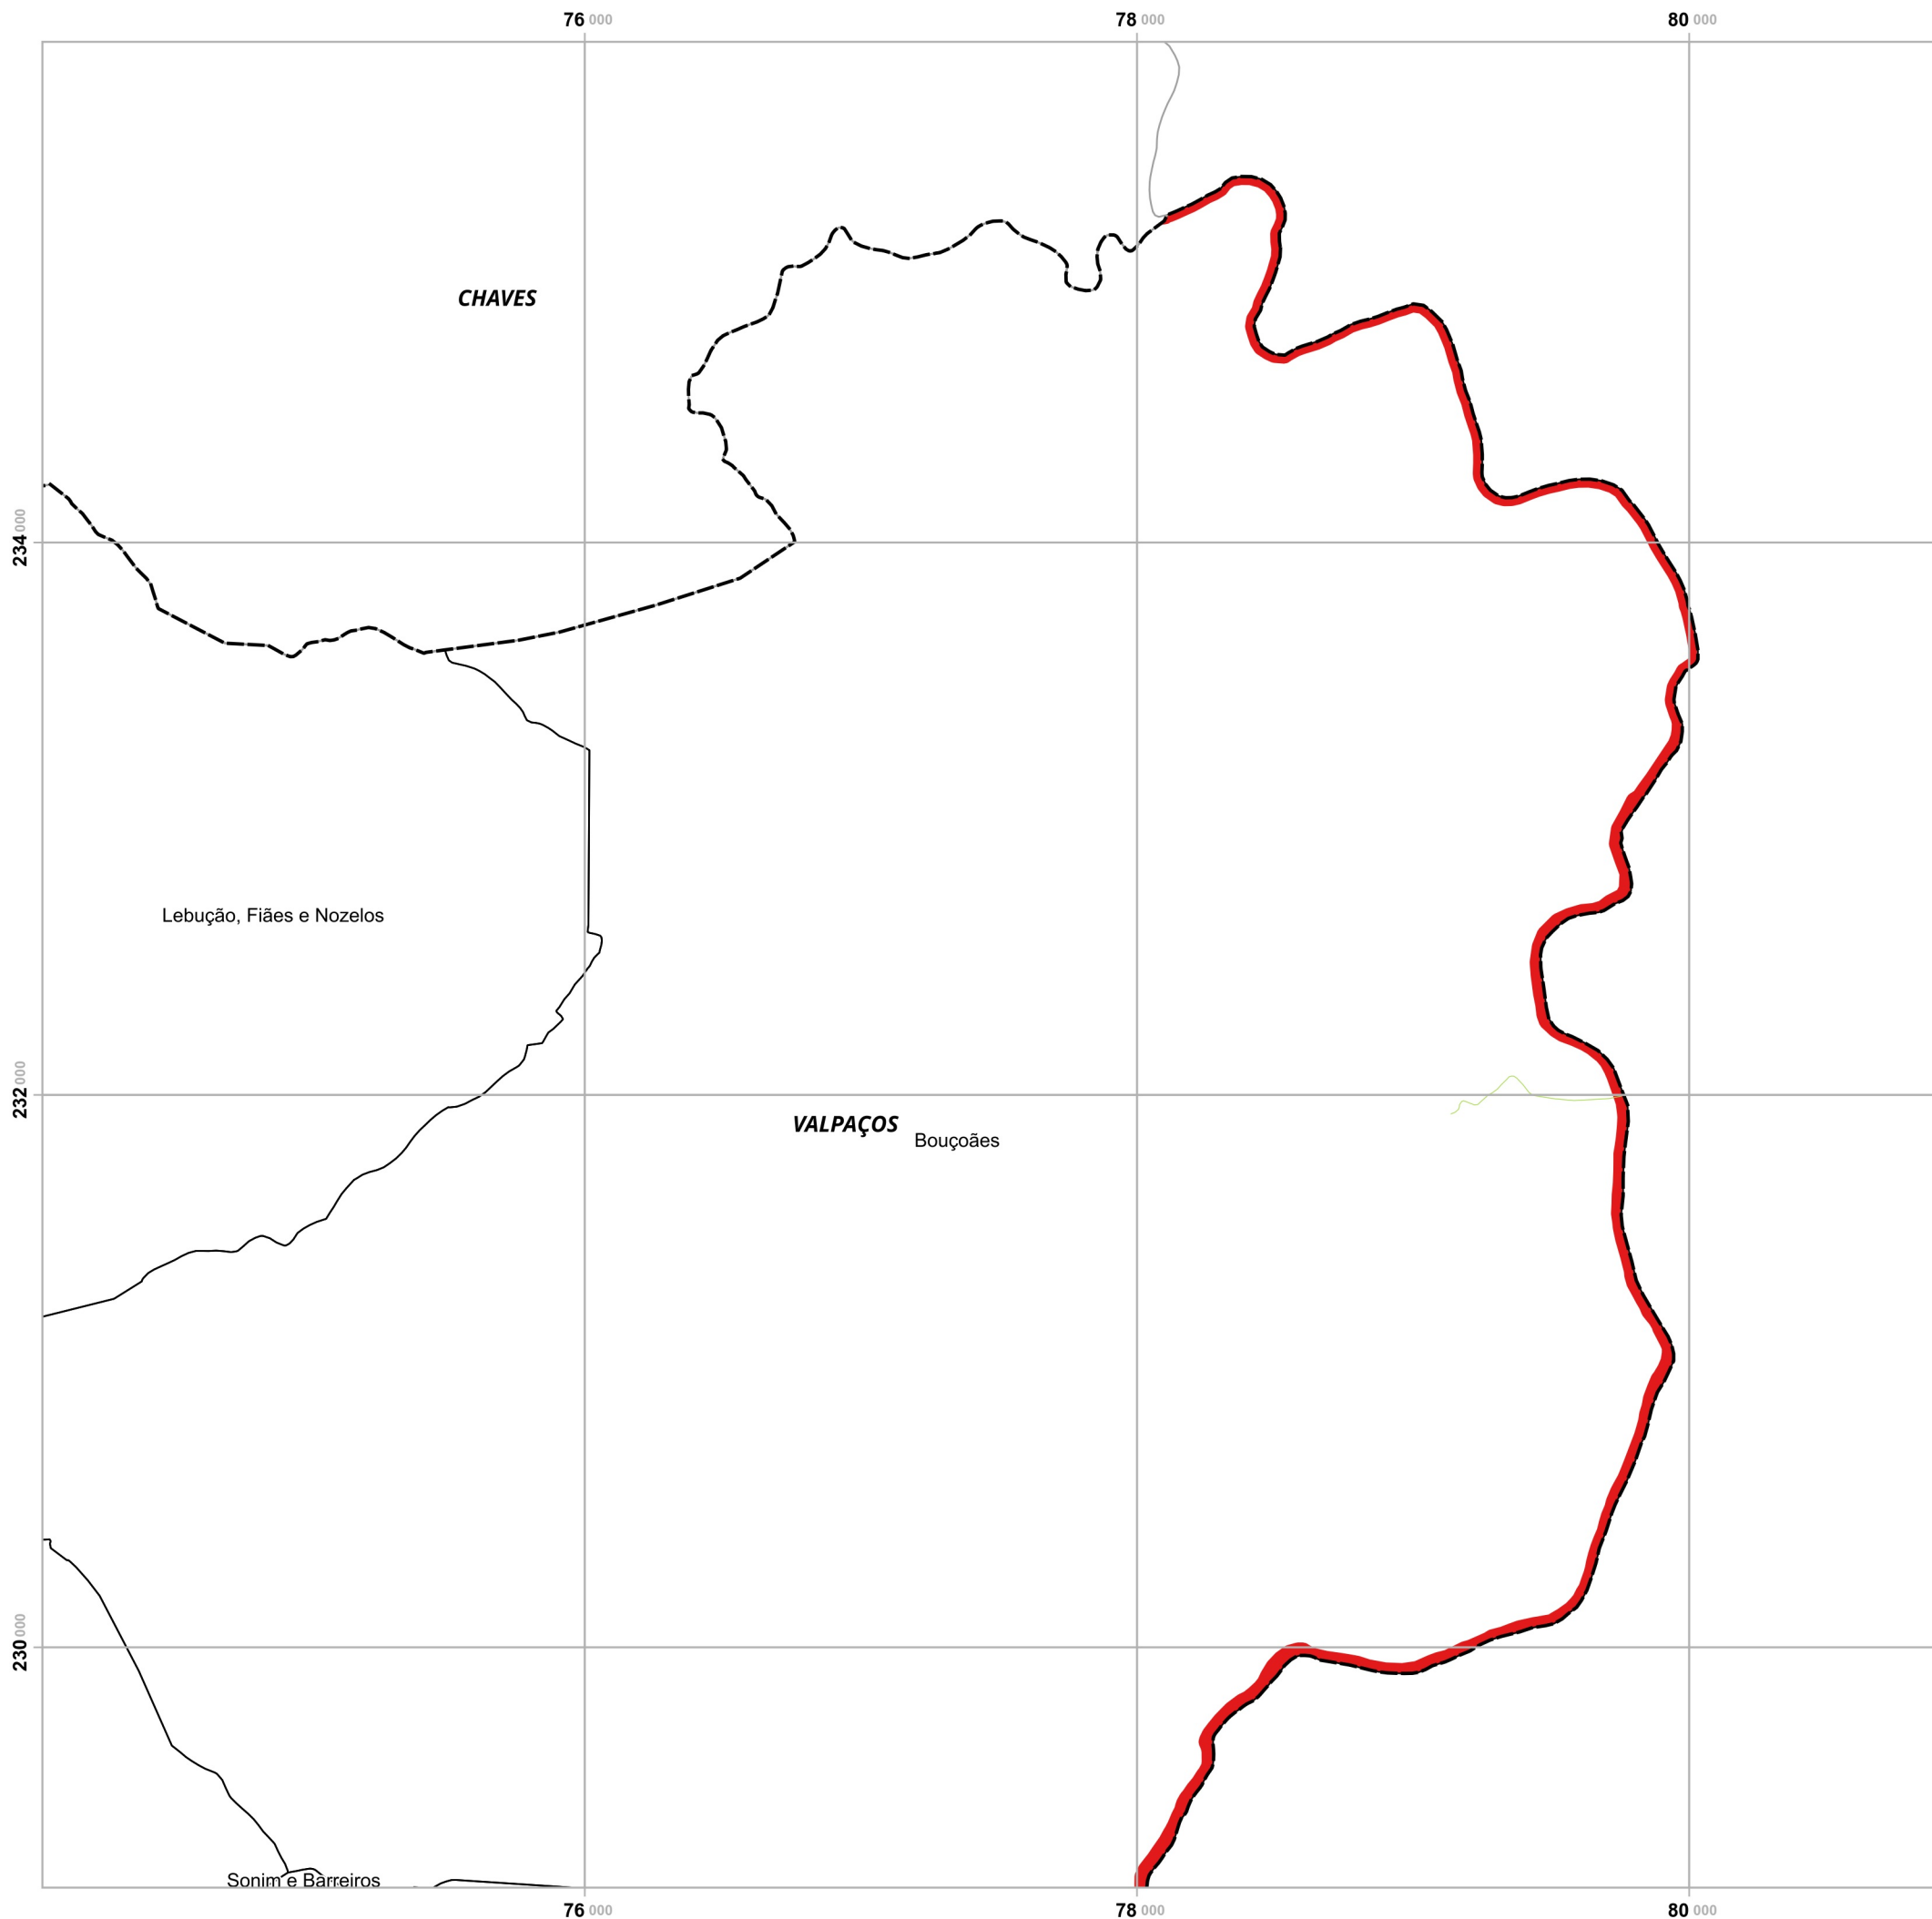 76 000 78 000 80 000
CHAVES
234 000
Lebução, Fiães e Nozelos
232 000
VALPAÇOS
Bouçoães
230 000
Sonim e Barreiros
76 000 78 000 80 000